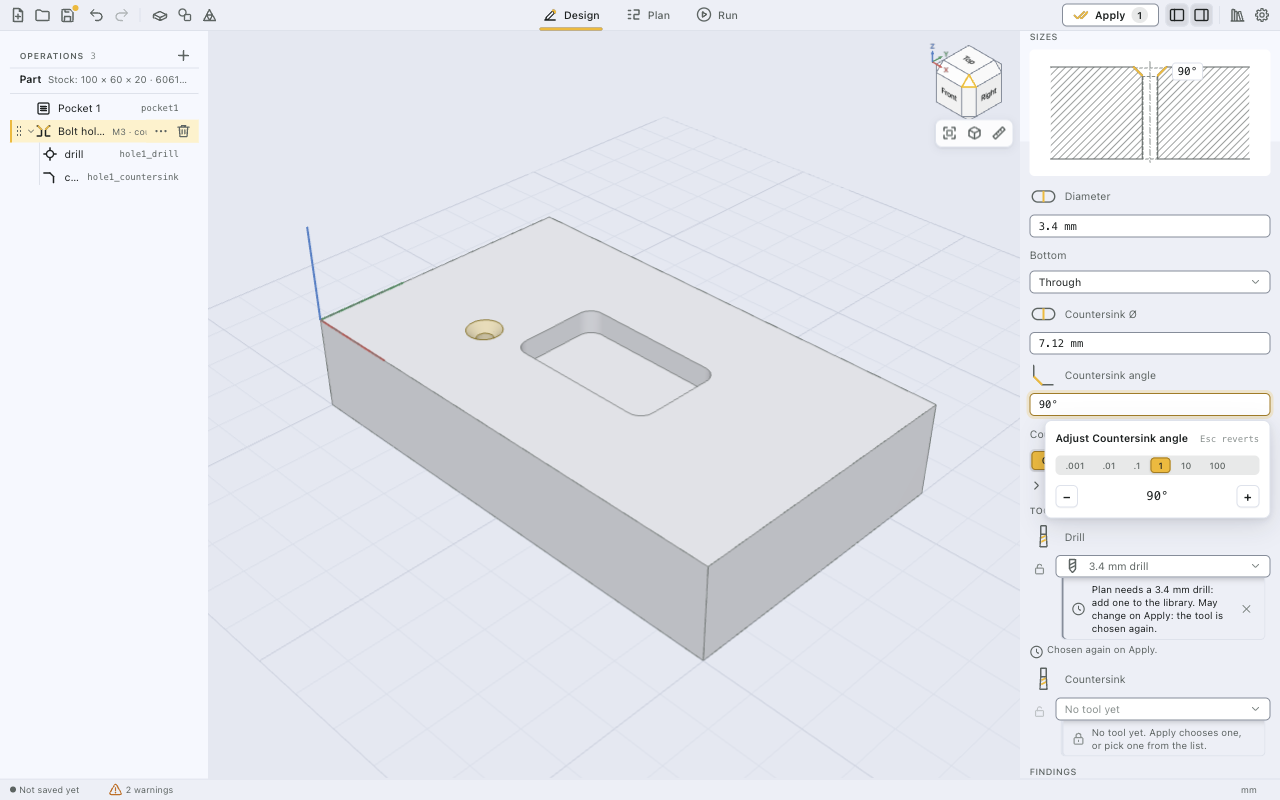 Design
Plan
Run
Apply 1
OPERATIONS 3
Part Stock: 100 × 60 × 20 · 6061...
Pocket 1 pocket1
Bolt hol... M3 · co
drill hole1_drill
c... hole1_countersink
Z
Y
X
Top
Front
Right
SIZES
90°
Diameter
3.4 mm
Bottom
Through
Countersink Ø
7.12 mm
Countersink angle
90°
Adjust Countersink angle Esc reverts
.001 .01 .1 1 10 100
− 90° +
Drill
3.4 mm drill
Plan needs a 3.4 mm drill:
add one to the library. May
change on Apply: the tool is
chosen again.
Chosen again on Apply.
Countersink
No tool yet
No tool yet. Apply chooses one,
or pick one from the list.
FINDINGS
Not saved yet
2 warnings
mm